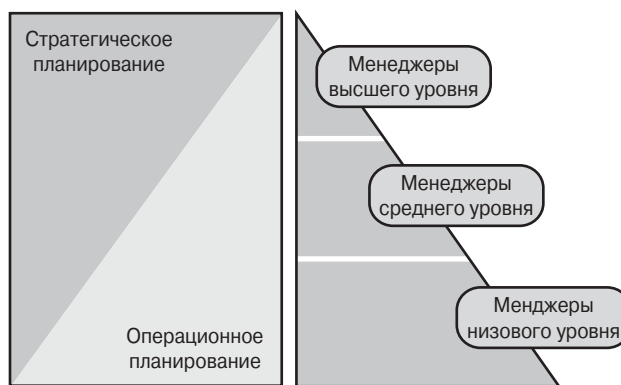 Стратегическое
планирование
Менеджеры
высшего уровня
Менеджеры
среднего уровня
Менджеры
низового уровня
Операционное
планирование